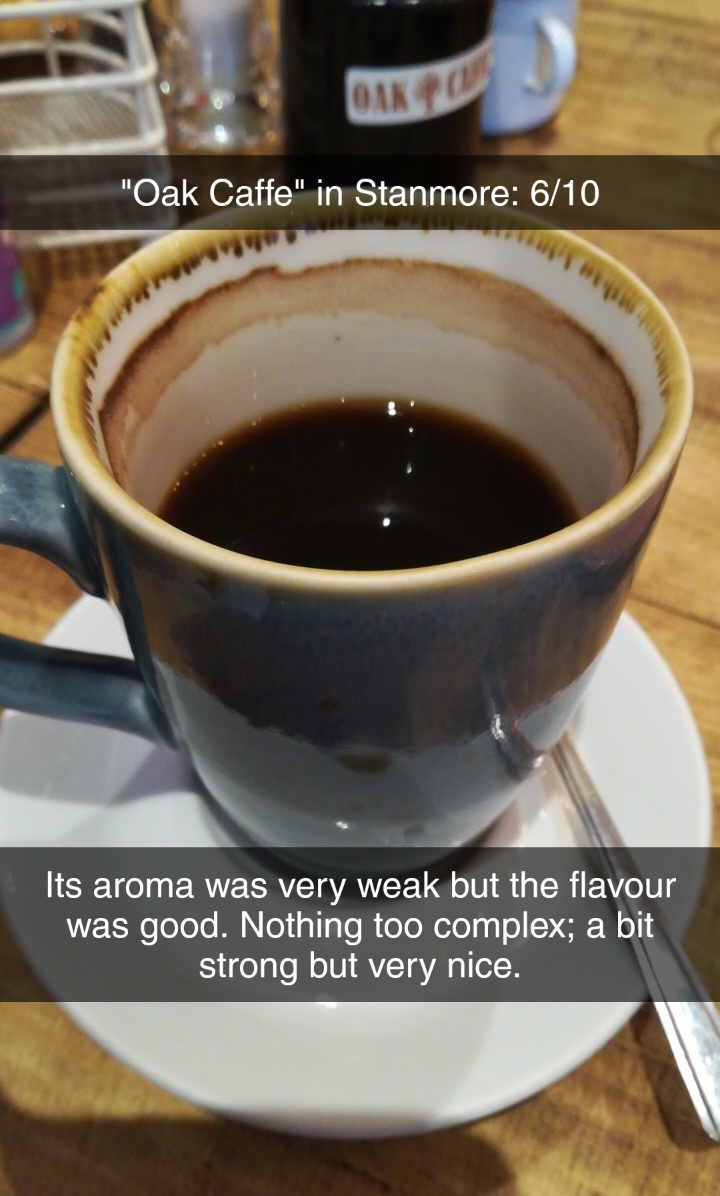 OAK CAFFE
"Oak Caffe" in Stanmore: 6/10
Its aroma was very weak but the flavour
was good. Nothing too complex; a bit
strong but very nice.